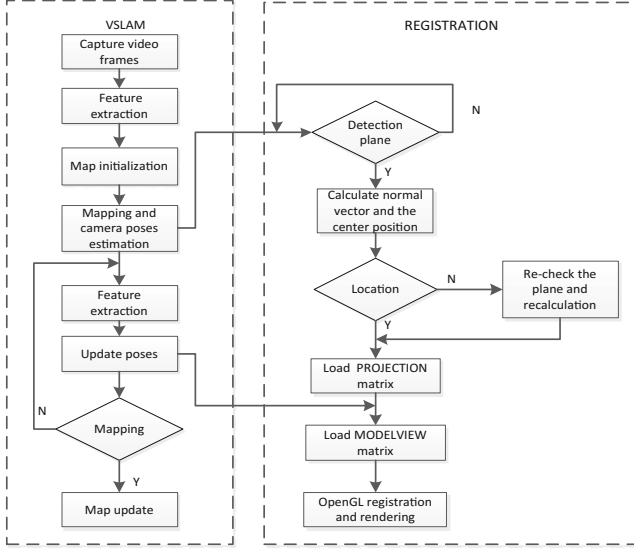 VSLAM
Capture video
frames
Feature
extraction
Map initialization
Mapping and
camera poses
estimation
Feature
extraction
Update poses
N
Mapping
Y
Map update
REGISTRATION
N
Detection
plane
Y
Calculate normal
vector and the
center position
Location
N
Re-check the
plane and
recalculation
Y
Load PROJECTION
matrix
Load MODELVIEW
matrix
OpenGL registration
and rendering